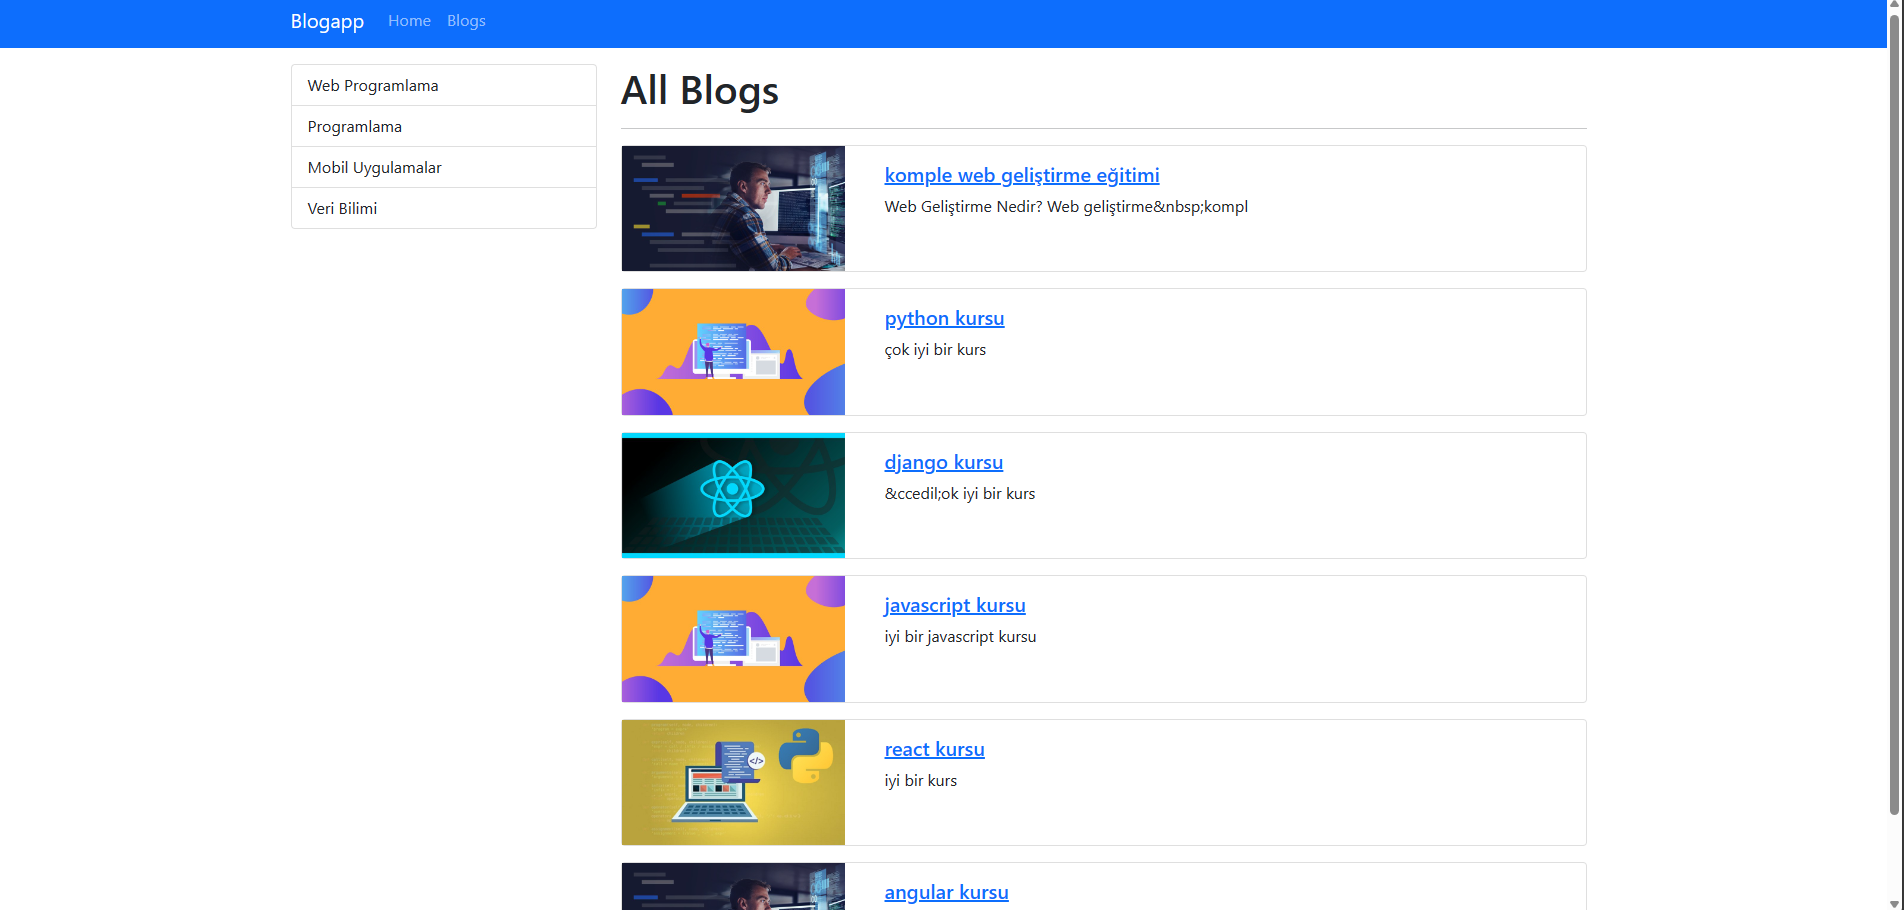 Blogapp Home Blogs
Web Programlama
Programlama
Mobil Uygulamalar
Veri Bilimi
All Blogs
komple web geliştirme eğitimi
Web Geliştirme Nedir? Web geliştirme&nbsp;kompl
python kursu
çok iyi bir kurs
django kursu
&ccedil;ok iyi bir kurs
javascript kursu
iyi bir javascript kursu
react kursu
iyi bir kurs
angular kursu